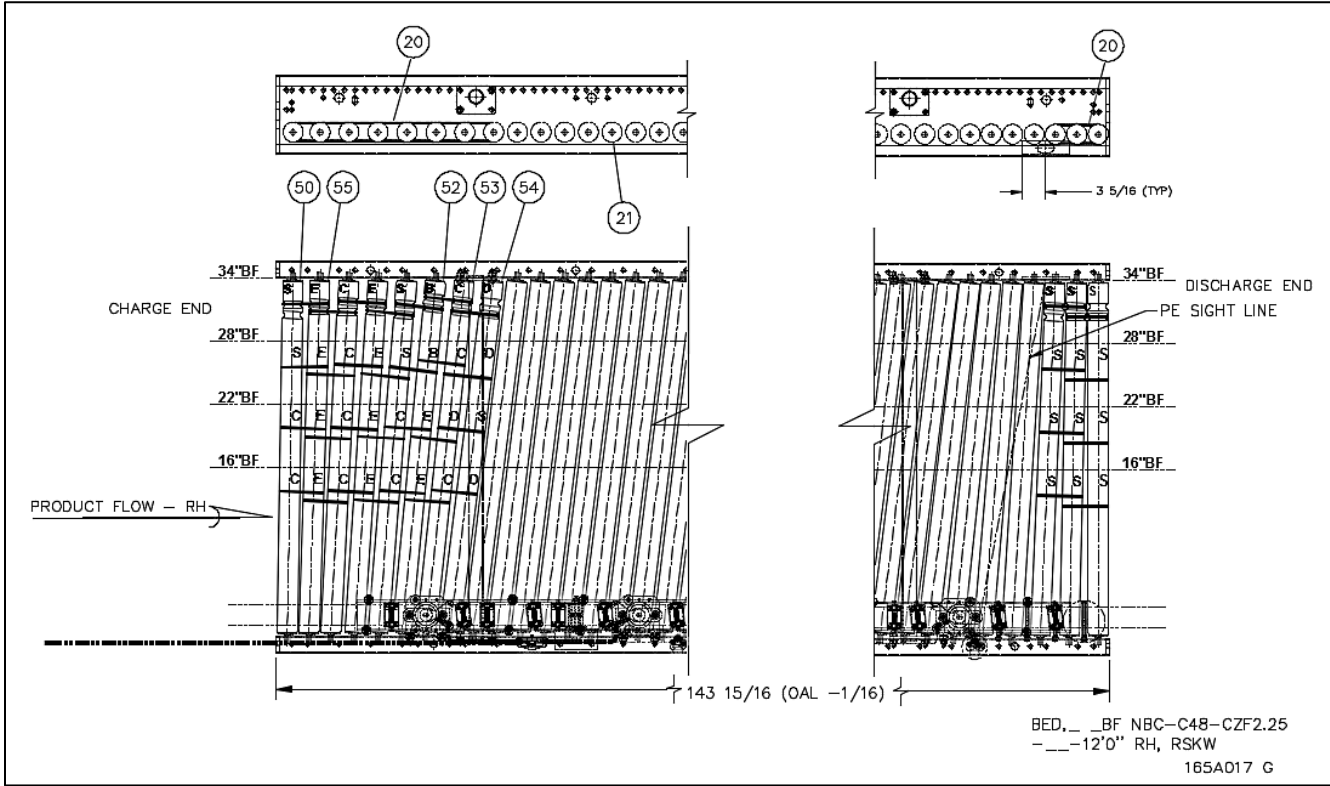 20
20
3 5/16 (TYP)
50 55 52 53 54
21
34"BF
34"BF
DISCHARGE END
S E C E S B C D
S S S
PE SIGHT LINE
CHARGE END
28"BF
28"BF
S E C E S B C D
S S S
22"BF
22"BF
C E C E C E D S
S S S
16"BF
16"BF
C E C E C E C D
S S S
PRODUCT FLOW – RH
143 15/16 (OAL –1/16)
BED,_ _BF NBC–C48–CZF2.25
–__–12'0" RH, RSKW
165AD17 G